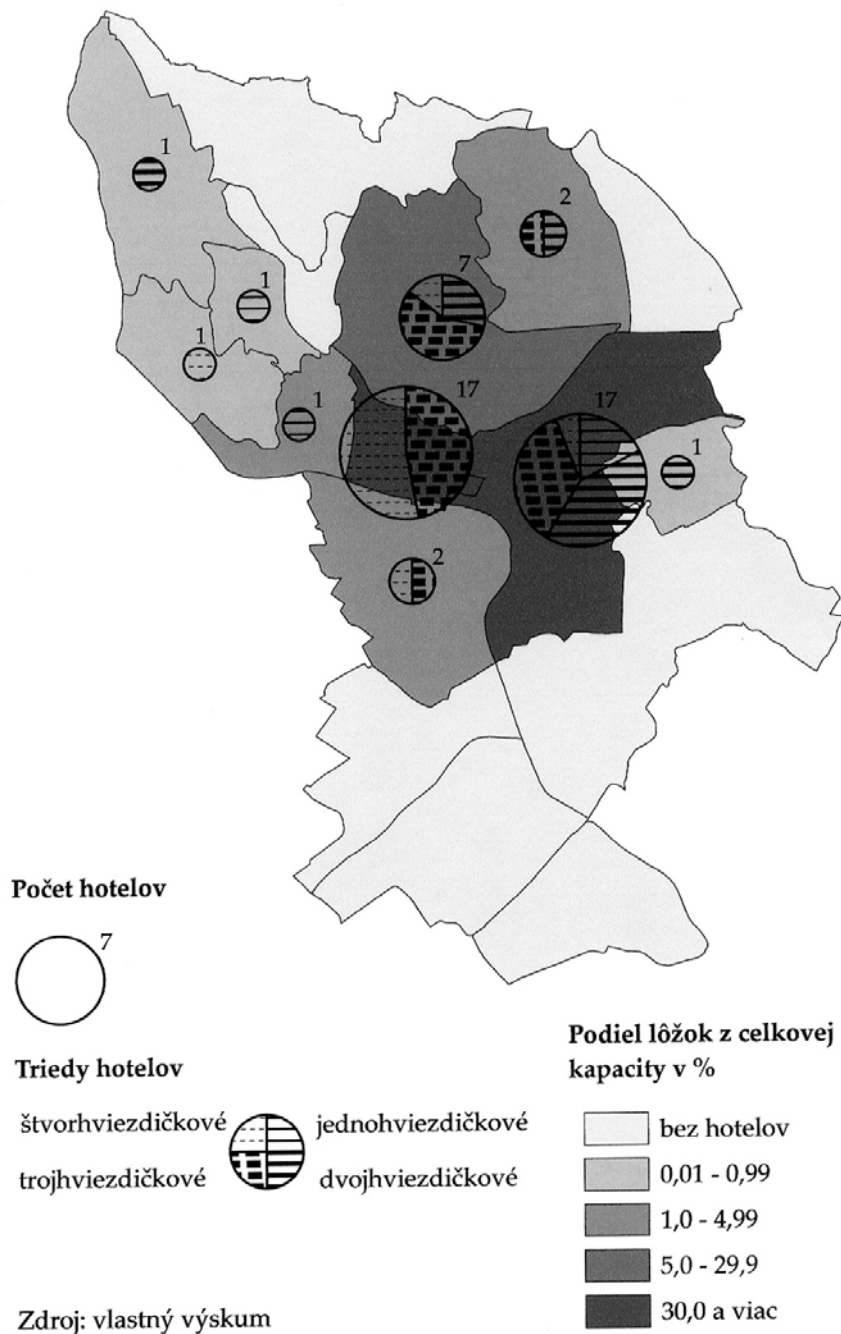 1
2
7
1
1
17
17
1
1
2
Počet hotelov
7
Triedy hotelov
štvorhviezdičkové
jednohviezdičkové
trojhviezdičkové
dvojhviezdičkové
Zdroj: vlastný výskum
Podiel lôžok z celkovej
kapacity v %
bez hotelov
0,01 - 0,99
1,0 - 4,99
5,0 - 29,9
30,0 a viac